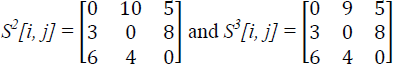 S²[i, j] = [0 10 5; 3 0 8; 6 4 0] and S³[i, j] = [0 9 5; 3 0 8; 6 4 0]